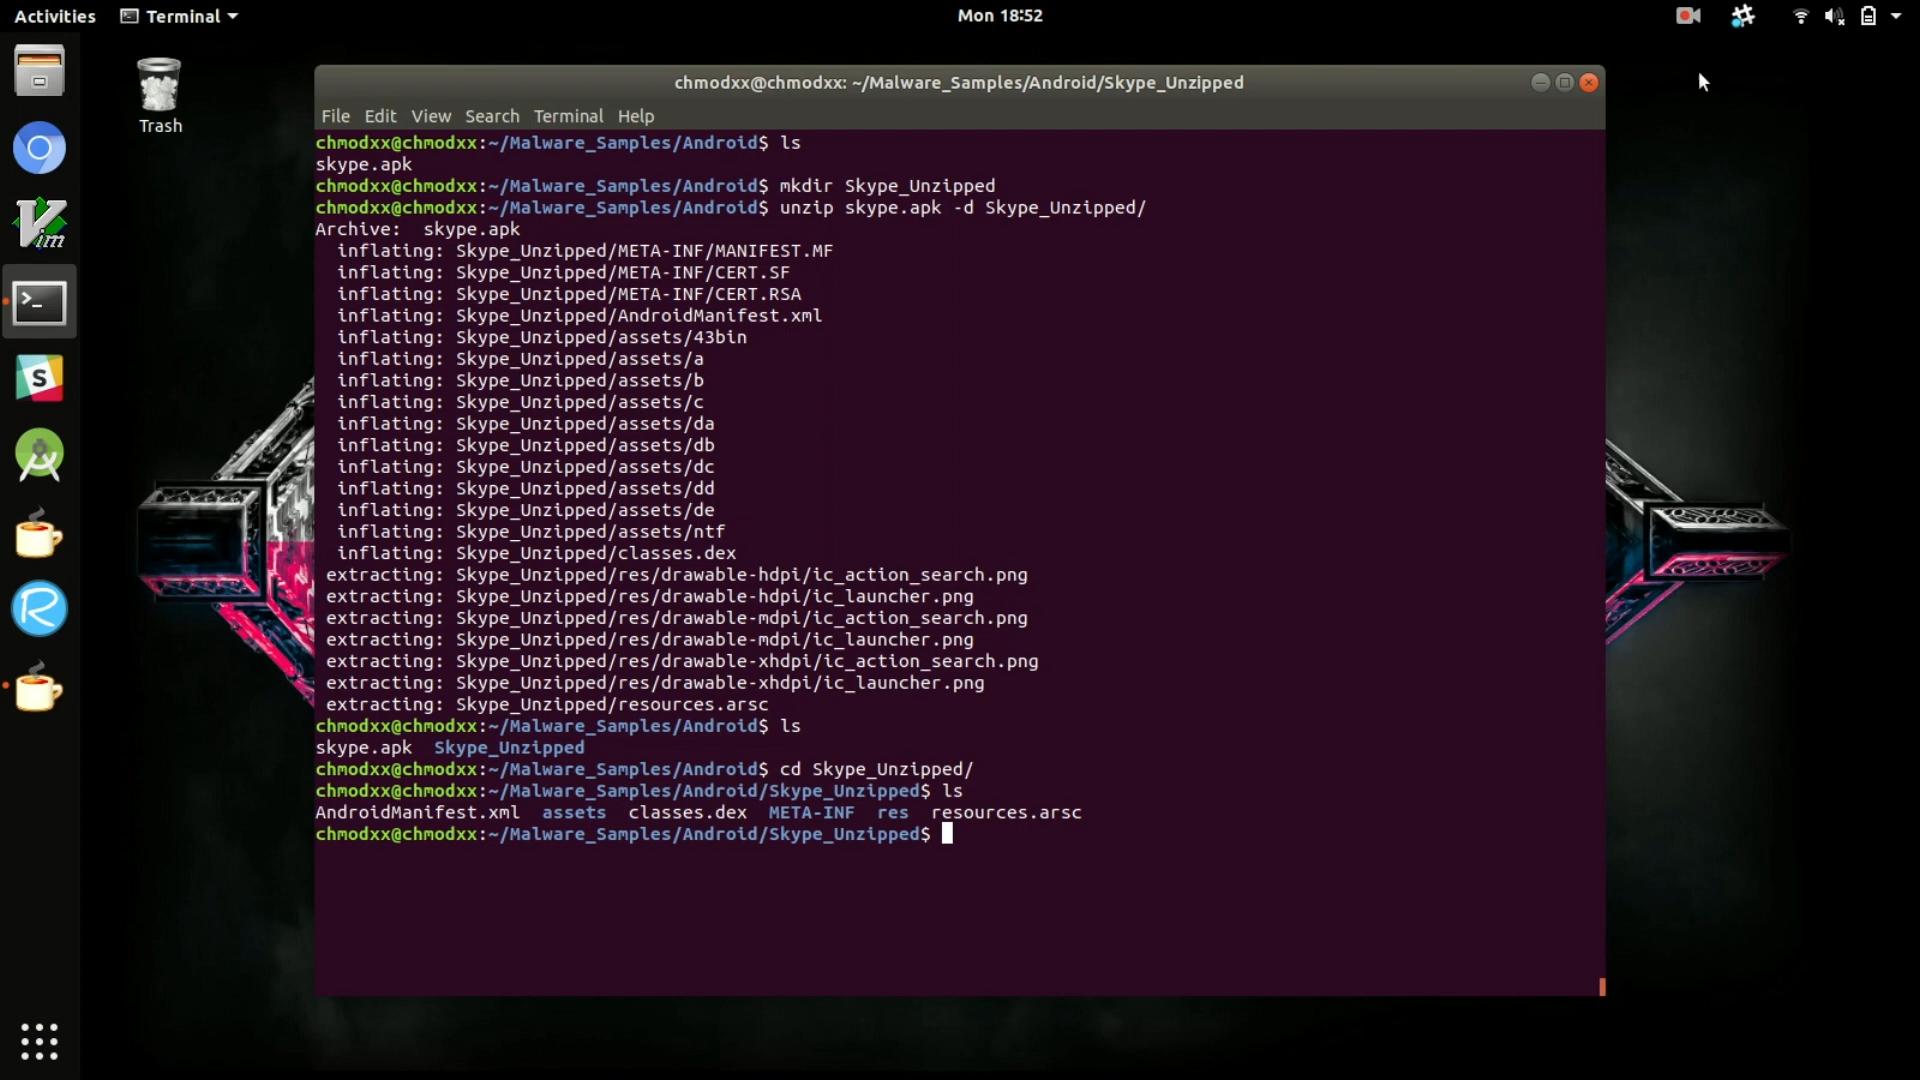 Activities Terminal Mon 18:52
Trash
chmodxx@chmodxx: ~/Malware_Samples/Android/Skype_Unzipped
File Edit View Search Terminal Help
chmodxx@chmodxx:~/Malware_Samples/Android$ ls
skype.apk
chmodxx@chmodxx:~/Malware_Samples/Android$ mkdir Skype_Unzipped
chmodxx@chmodxx:~/Malware_Samples/Android$ unzip skype.apk -d Skype_Unzipped/
Archive:  skype.apk
  inflating: Skype_Unzipped/META-INF/MANIFEST.MF
  inflating: Skype_Unzipped/META-INF/CERT.SF
  inflating: Skype_Unzipped/META-INF/CERT.RSA
  inflating: Skype_Unzipped/AndroidManifest.xml
  inflating: Skype_Unzipped/assets/43bin
  inflating: Skype_Unzipped/assets/a
  inflating: Skype_Unzipped/assets/b
  inflating: Skype_Unzipped/assets/c
  inflating: Skype_Unzipped/assets/da
  inflating: Skype_Unzipped/assets/db
  inflating: Skype_Unzipped/assets/dc
  inflating: Skype_Unzipped/assets/dd
  inflating: Skype_Unzipped/assets/de
  inflating: Skype_Unzipped/assets/ntf
  inflating: Skype_Unzipped/classes.dex
 extracting: Skype_Unzipped/res/drawable-hdpi/ic_action_search.png
 extracting: Skype_Unzipped/res/drawable-hdpi/ic_launcher.png
 extracting: Skype_Unzipped/res/drawable-mdpi/ic_action_search.png
 extracting: Skype_Unzipped/res/drawable-mdpi/ic_launcher.png
 extracting: Skype_Unzipped/res/drawable-xhdpi/ic_action_search.png
 extracting: Skype_Unzipped/res/drawable-xhdpi/ic_launcher.png
 extracting: Skype_Unzipped/resources.arsc
chmodxx@chmodxx:~/Malware_Samples/Android$ ls
skype.apk  Skype_Unzipped
chmodxx@chmodxx:~/Malware_Samples/Android$ cd Skype_Unzipped/
chmodxx@chmodxx:~/Malware_Samples/Android/Skype_Unzipped$ ls
AndroidManifest.xml  assets  classes.dex  META-INF  res  resources.arsc
chmodxx@chmodxx:~/Malware_Samples/Android/Skype_Unzipped$
Vim
>_
S
R